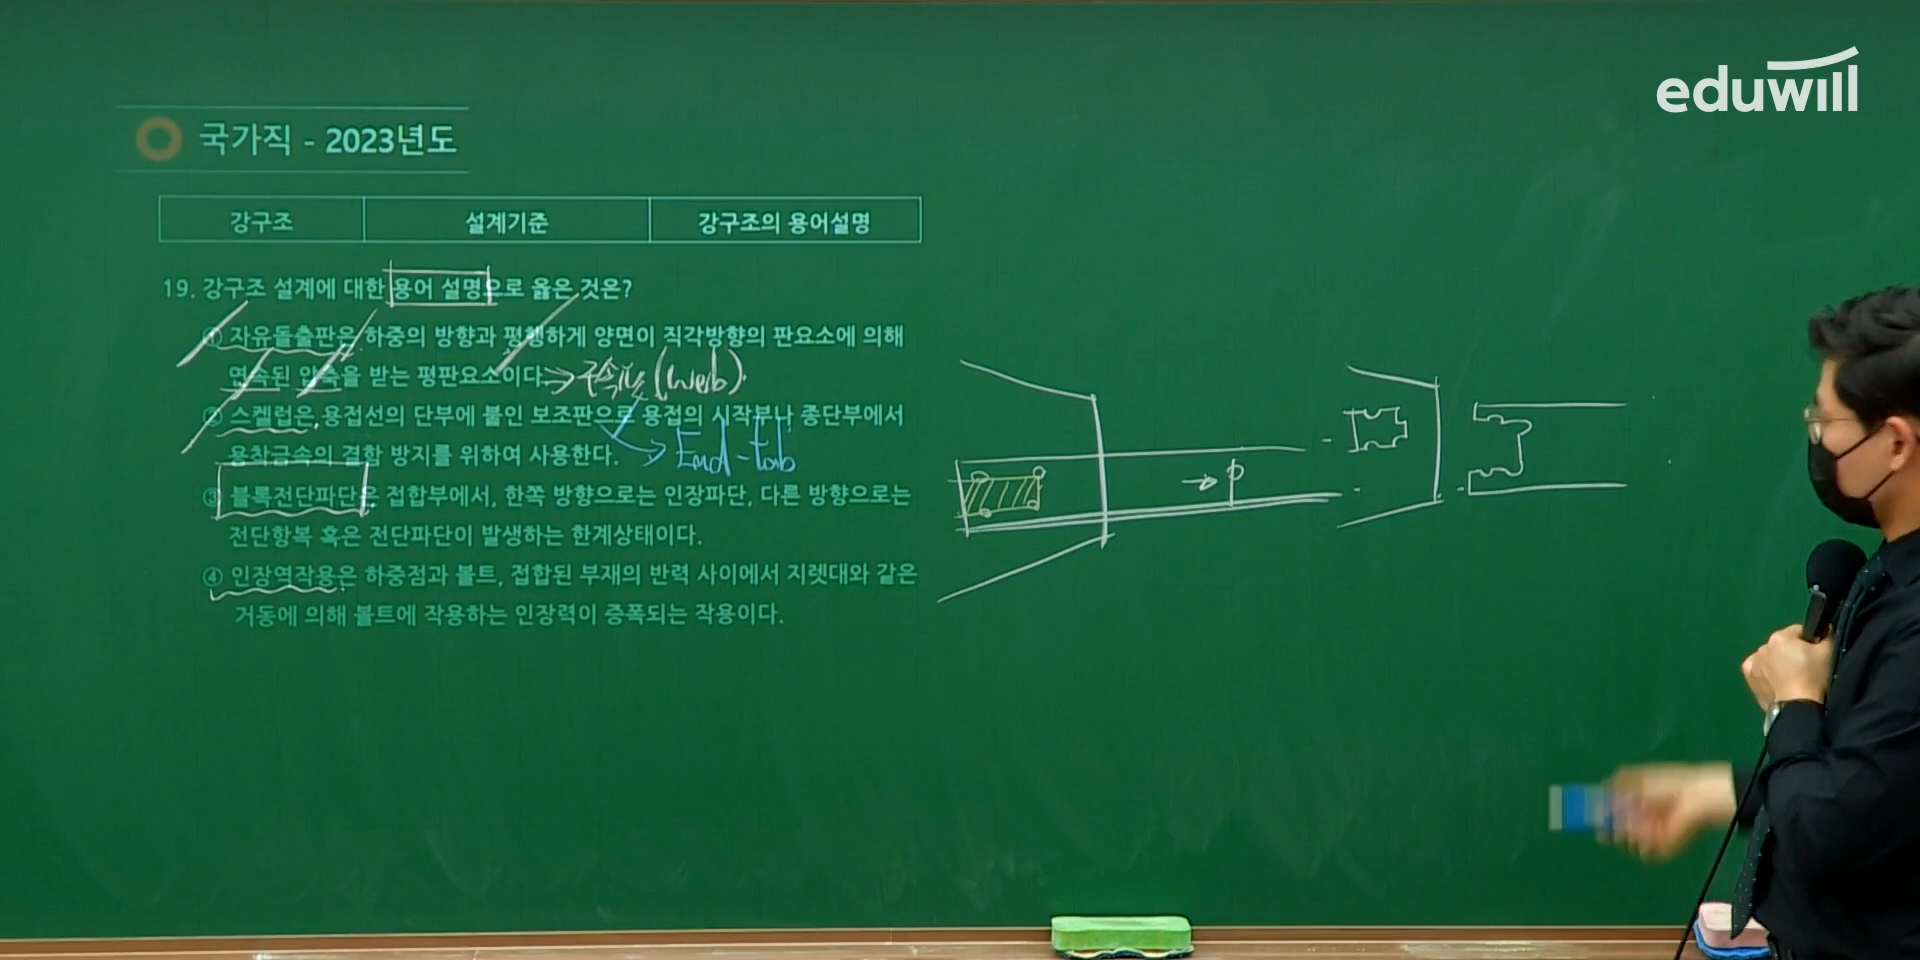 eduwill
국가직 - 2023년도
강구조 설계기준 강구조의 용어설명
19. 강구조 설계에 대한 용어 설명으로 옳은 것은?
① 자유돌출판은 하중의 방향과 평행하게 양면이 직각방향의 판요소에 의해
연속된 압축을 받는 평판요소이다. → 구속판 (web).
② 스켈럽은 용접선의 단부에 붙인 보조판으로 용접의 시작부나 종단부에서
용착금속의 결함 방지를 위하여 사용한다. → End-tab
③ 블록전단파단은 접합부에서, 한쪽 방향으로는 인장파단, 다른 방향으로는
전단항복 혹은 전단파단이 발생하는 한계상태이다.
④ 인장역작용은 하중점과 볼트, 접합된 부재의 반력 사이에서 지렛대와 같은
거동에 의해 볼트에 작용하는 인장력이 증폭되는 작용이다.
→ P